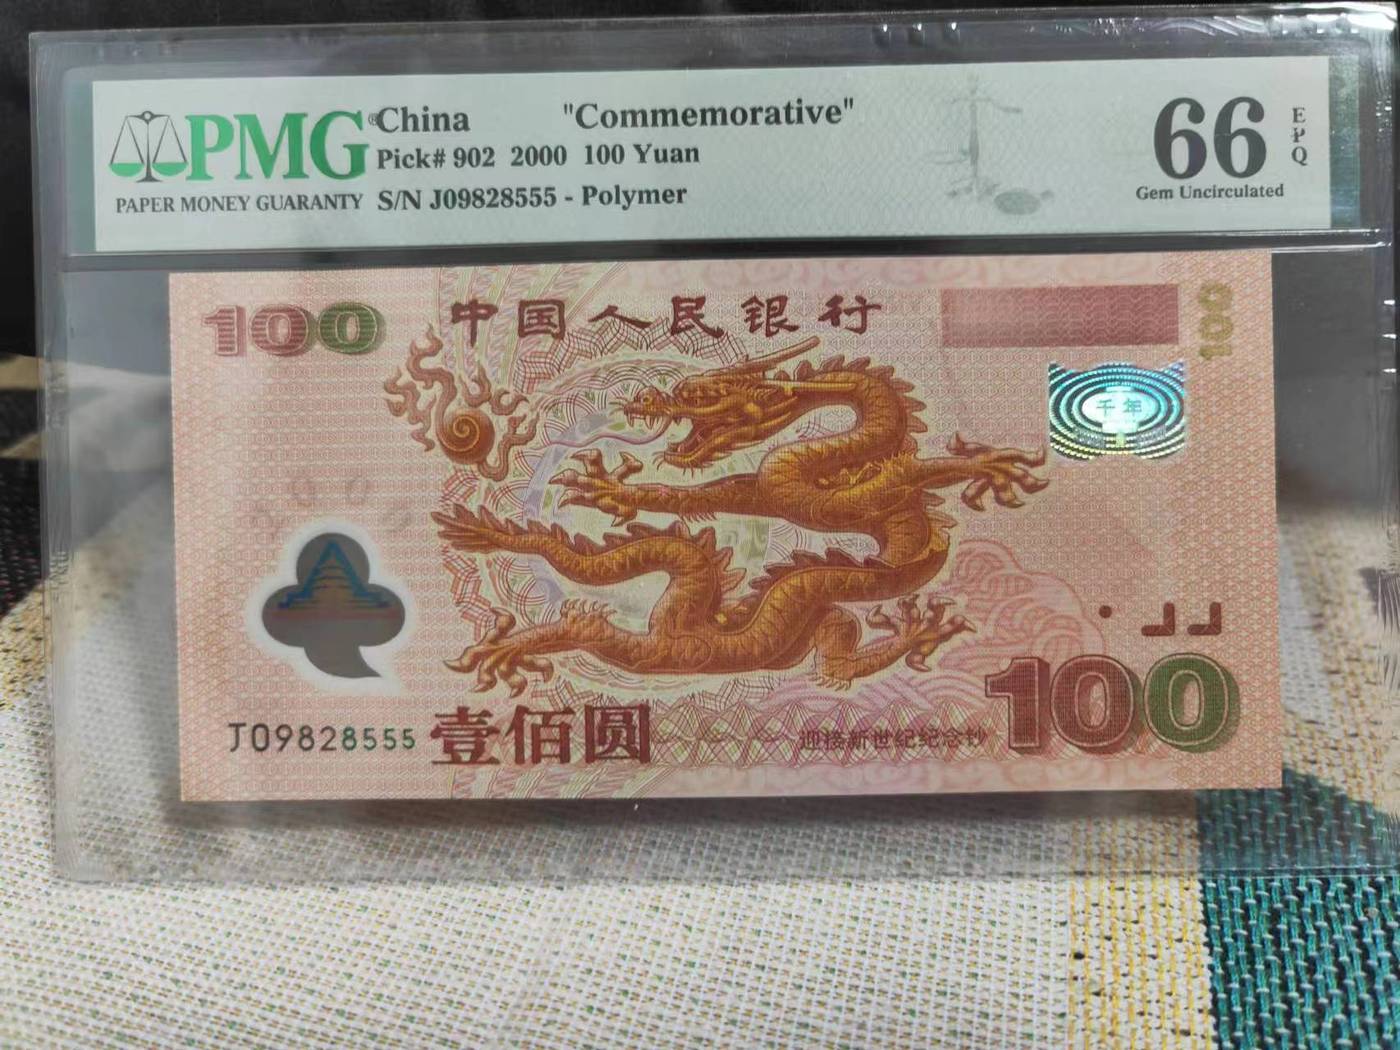 PMG
PAPER MONEY GUARANTY
China "Commemorative"
Pick# 902 2000 100 Yuan
S/N J09828555 - Polymer
66
EPQ
Gem Uncirculated
100
中国人民银行
100
千年
100
J09828555
壹佰圆
迎接新世纪纪念钞
100